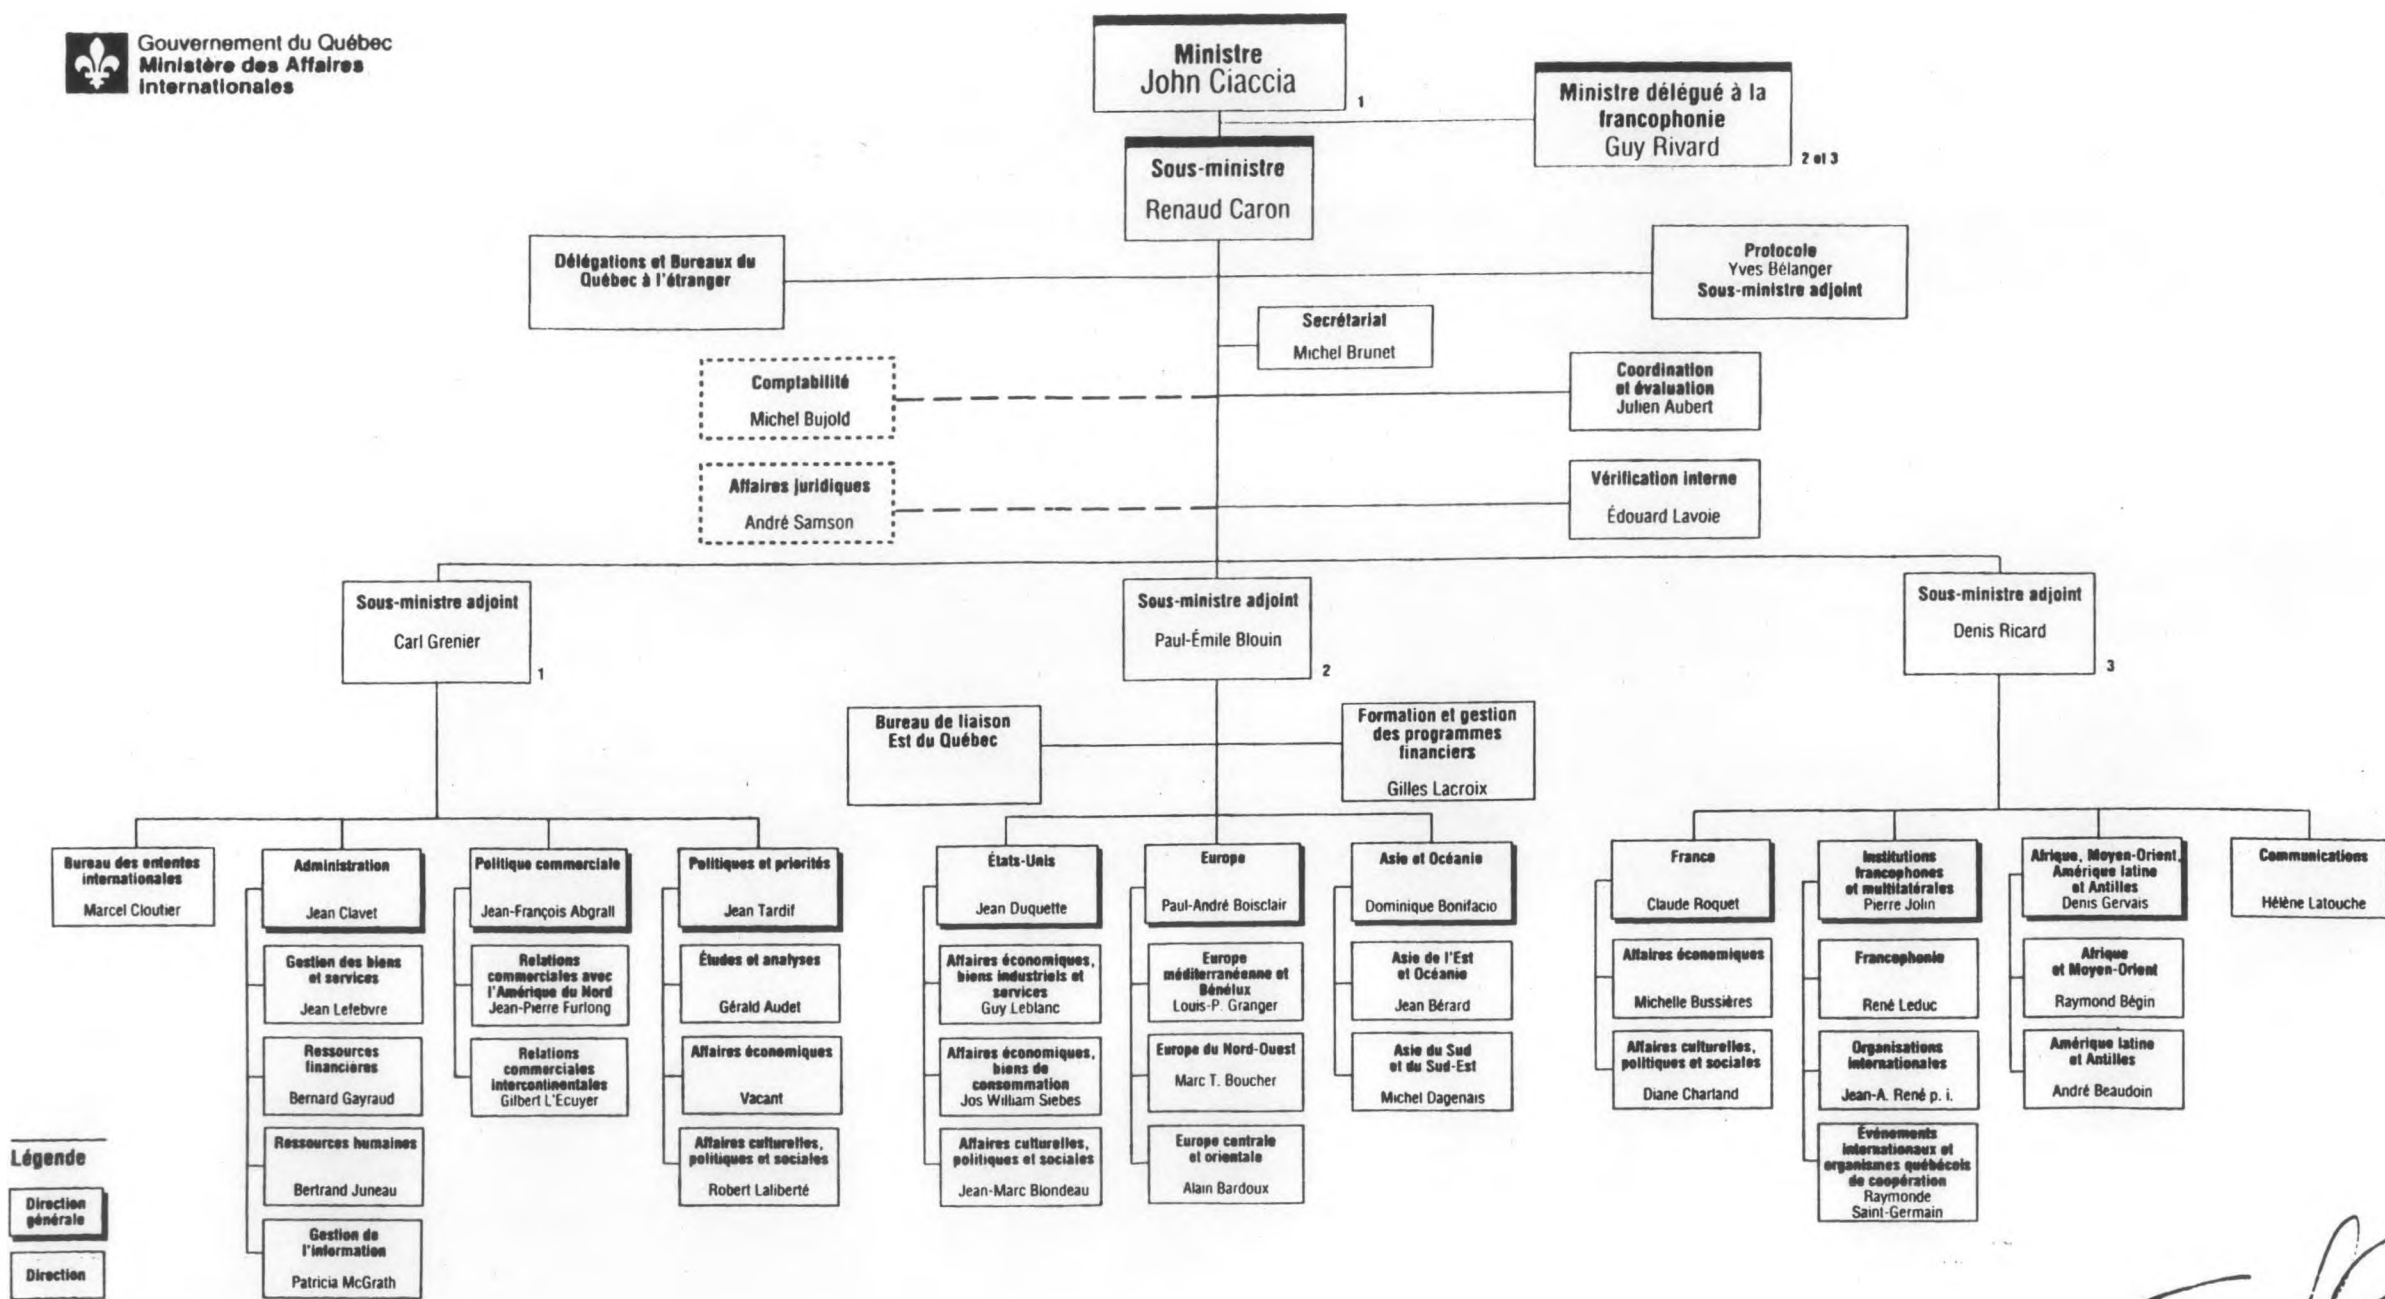 Gouvernement du Québec
Ministère des Affaires
Internationales
Ministre
John Ciaccia
1
Ministre délégué à la
francophonie
Guy Rivard
2 et 3
Sous-ministre
Renaud Caron
Délégations et Bureaux du
Québec à l'étranger
Protocole
Yves Bélanger
Sous-ministre adjoint
Secrétariat
Michel Brunet
Comptabilité
Michel Bujold
Coordination
et évaluation
Julien Aubert
Affaires juridiques
André Samson
Vérification interne
Édouard Lavoie
Sous-ministre adjoint
Carl Grenier
1
Sous-ministre adjoint
Paul-Émile Blouin
2
Sous-ministre adjoint
Denis Ricard
3
Bureau de liaison
Est du Québec
Formation et gestion
des programmes
financiers
Gilles Lacroix
Bureau des ententes
internationales
Marcel Cloutier
Administration
Jean Clavet
Gestion des biens
et services
Jean Lefebvre
Ressources
financières
Bernard Gayraud
Ressources humaines
Bertrand Juneau
Gestion de
l'information
Patricia McGrath
Politique commerciale
Jean-François Abgrall
Relations
commerciales avec
l'Amérique du Nord
Jean-Pierre Furlong
Relations
commerciales
intercontinentales
Gilbert L'Ecuyer
Politiques et priorités
Jean Tardif
Études et analyses
Gérald Audet
Affaires économiques
Vacant
Affaires culturelles,
politiques et sociales
Robert Laliberté
États-Unis
Jean Duquette
Affaires économiques,
biens industriels et
services
Guy Leblanc
Affaires économiques,
biens de
consommation
Jos William Siebes
Affaires culturelles,
politiques et sociales
Jean-Marc Blondeau
Europe
Paul-André Boisclair
Europe
méditerranéenne et
Bénélux
Louis-P. Granger
Europe du Nord-Ouest
Marc T. Boucher
Europe centrale
et orientale
Alain Bardoux
Asie et Océanie
Dominique Bonifacio
Asie de l'Est
et Océanie
Jean Bérard
Asie du Sud
et du Sud-Est
Michel Dagenais
France
Claude Roquet
Affaires économiques
Michelle Bussières
Affaires culturelles,
politiques et sociales
Diane Charland
Institutions
francophones
et multilatérales
Pierre Jolin
Francophonie
René Leduc
Organisations
internationales
Jean-A. René p. i.
Événements
internationaux et
organismes québécois
de coopération
Raymonde
Saint-Germain
Afrique, Moyen-Orient,
Amérique latine
et Antilles
Denis Gervais
Afrique
et Moyen-Orient
Raymond Bégin
Amérique latine
et Antilles
André Beaudoin
Communications
Hélène Latouche
Légende
Direction
générale
Direction